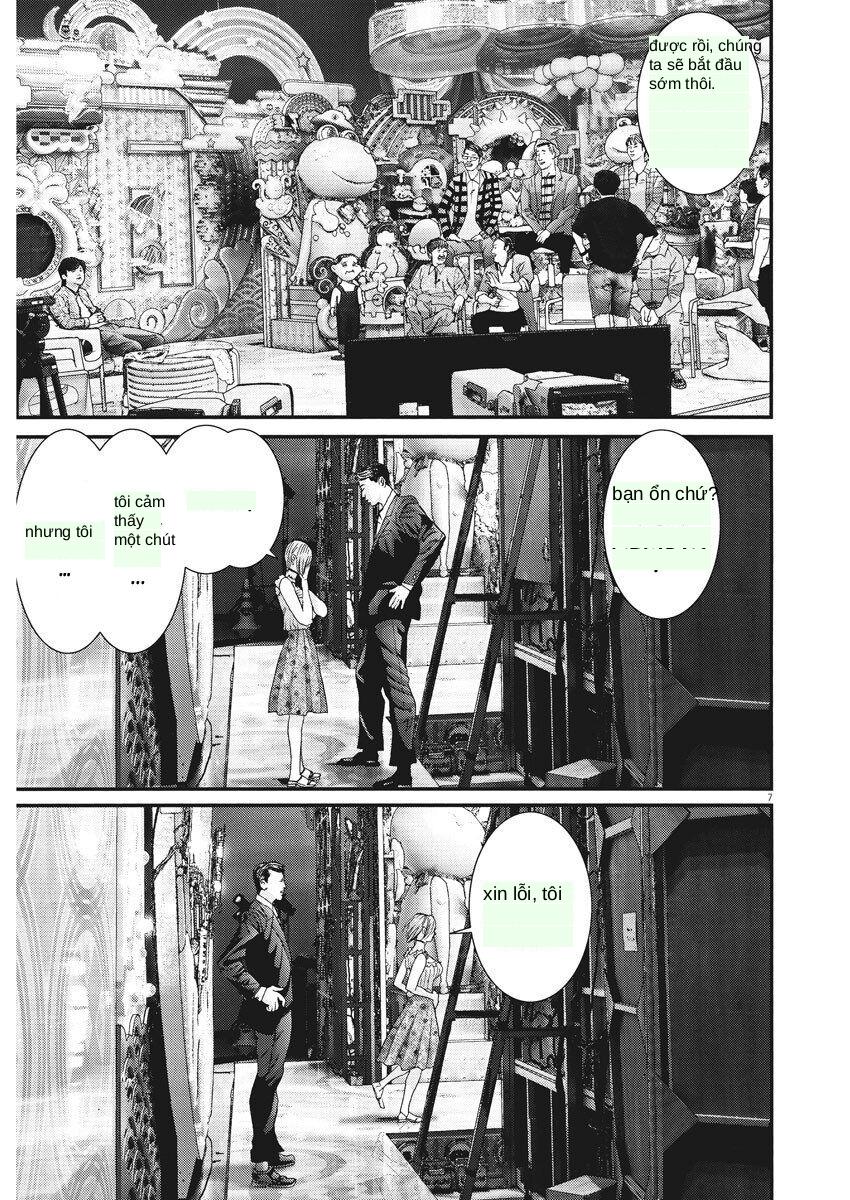 được rồi, chúng
ta sẽ bắt đầu
sớm thôi.
bạn ổn chứ?
tôi cảm
thấy
một chút
...
nhưng tôi
...
7
xin lỗi, tôi